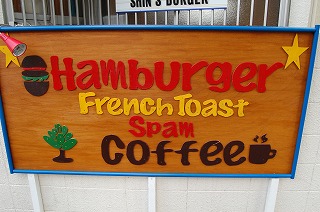 SHIN'S BURGER
Hamburger
French Toast
Spam
Coffee